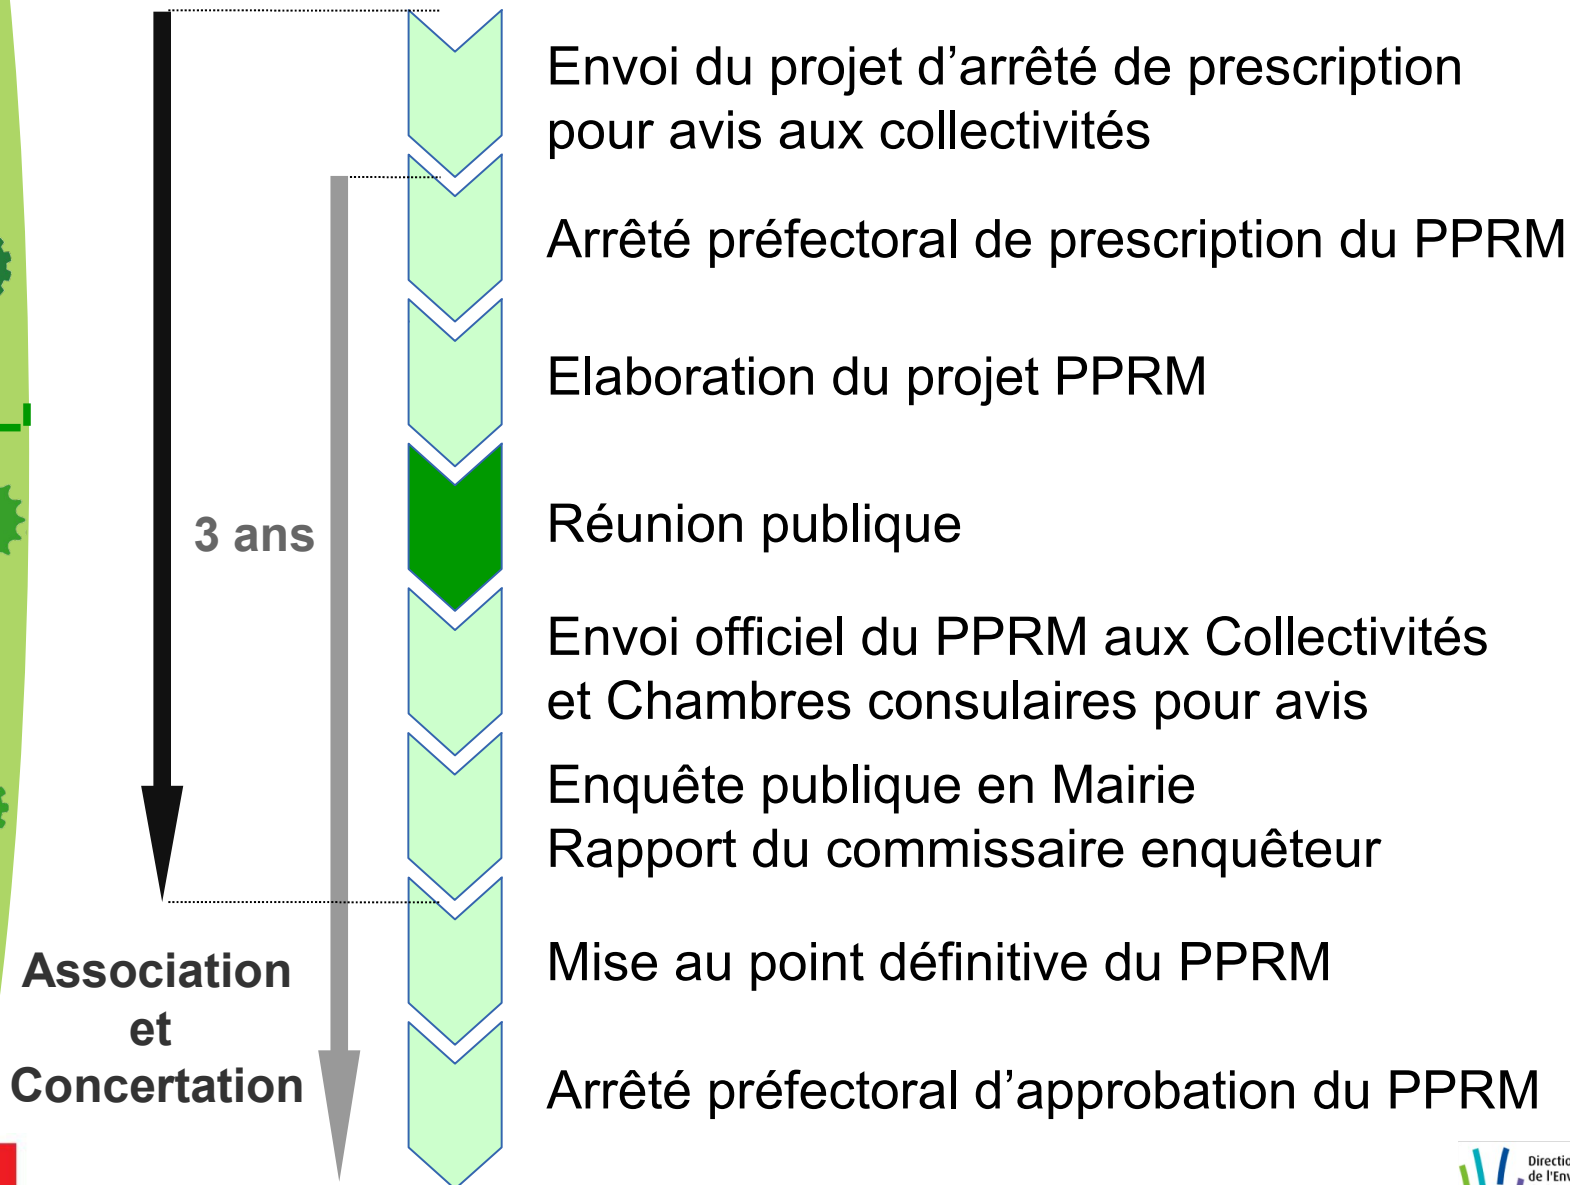 Envoi du projet d’arrêté de prescription
pour avis aux collectivités
Arrêté préfectoral de prescription du PPRM
Elaboration du projet PPRM
3 ans
Réunion publique
Envoi officiel du PPRM aux Collectivités
et Chambres consulaires pour avis
Enquête publique en Mairie
Rapport du commissaire enquêteur
Mise au point définitive du PPRM
Association
et
Concertation
Arrêté préfectoral d’approbation du PPRM
de l'Env